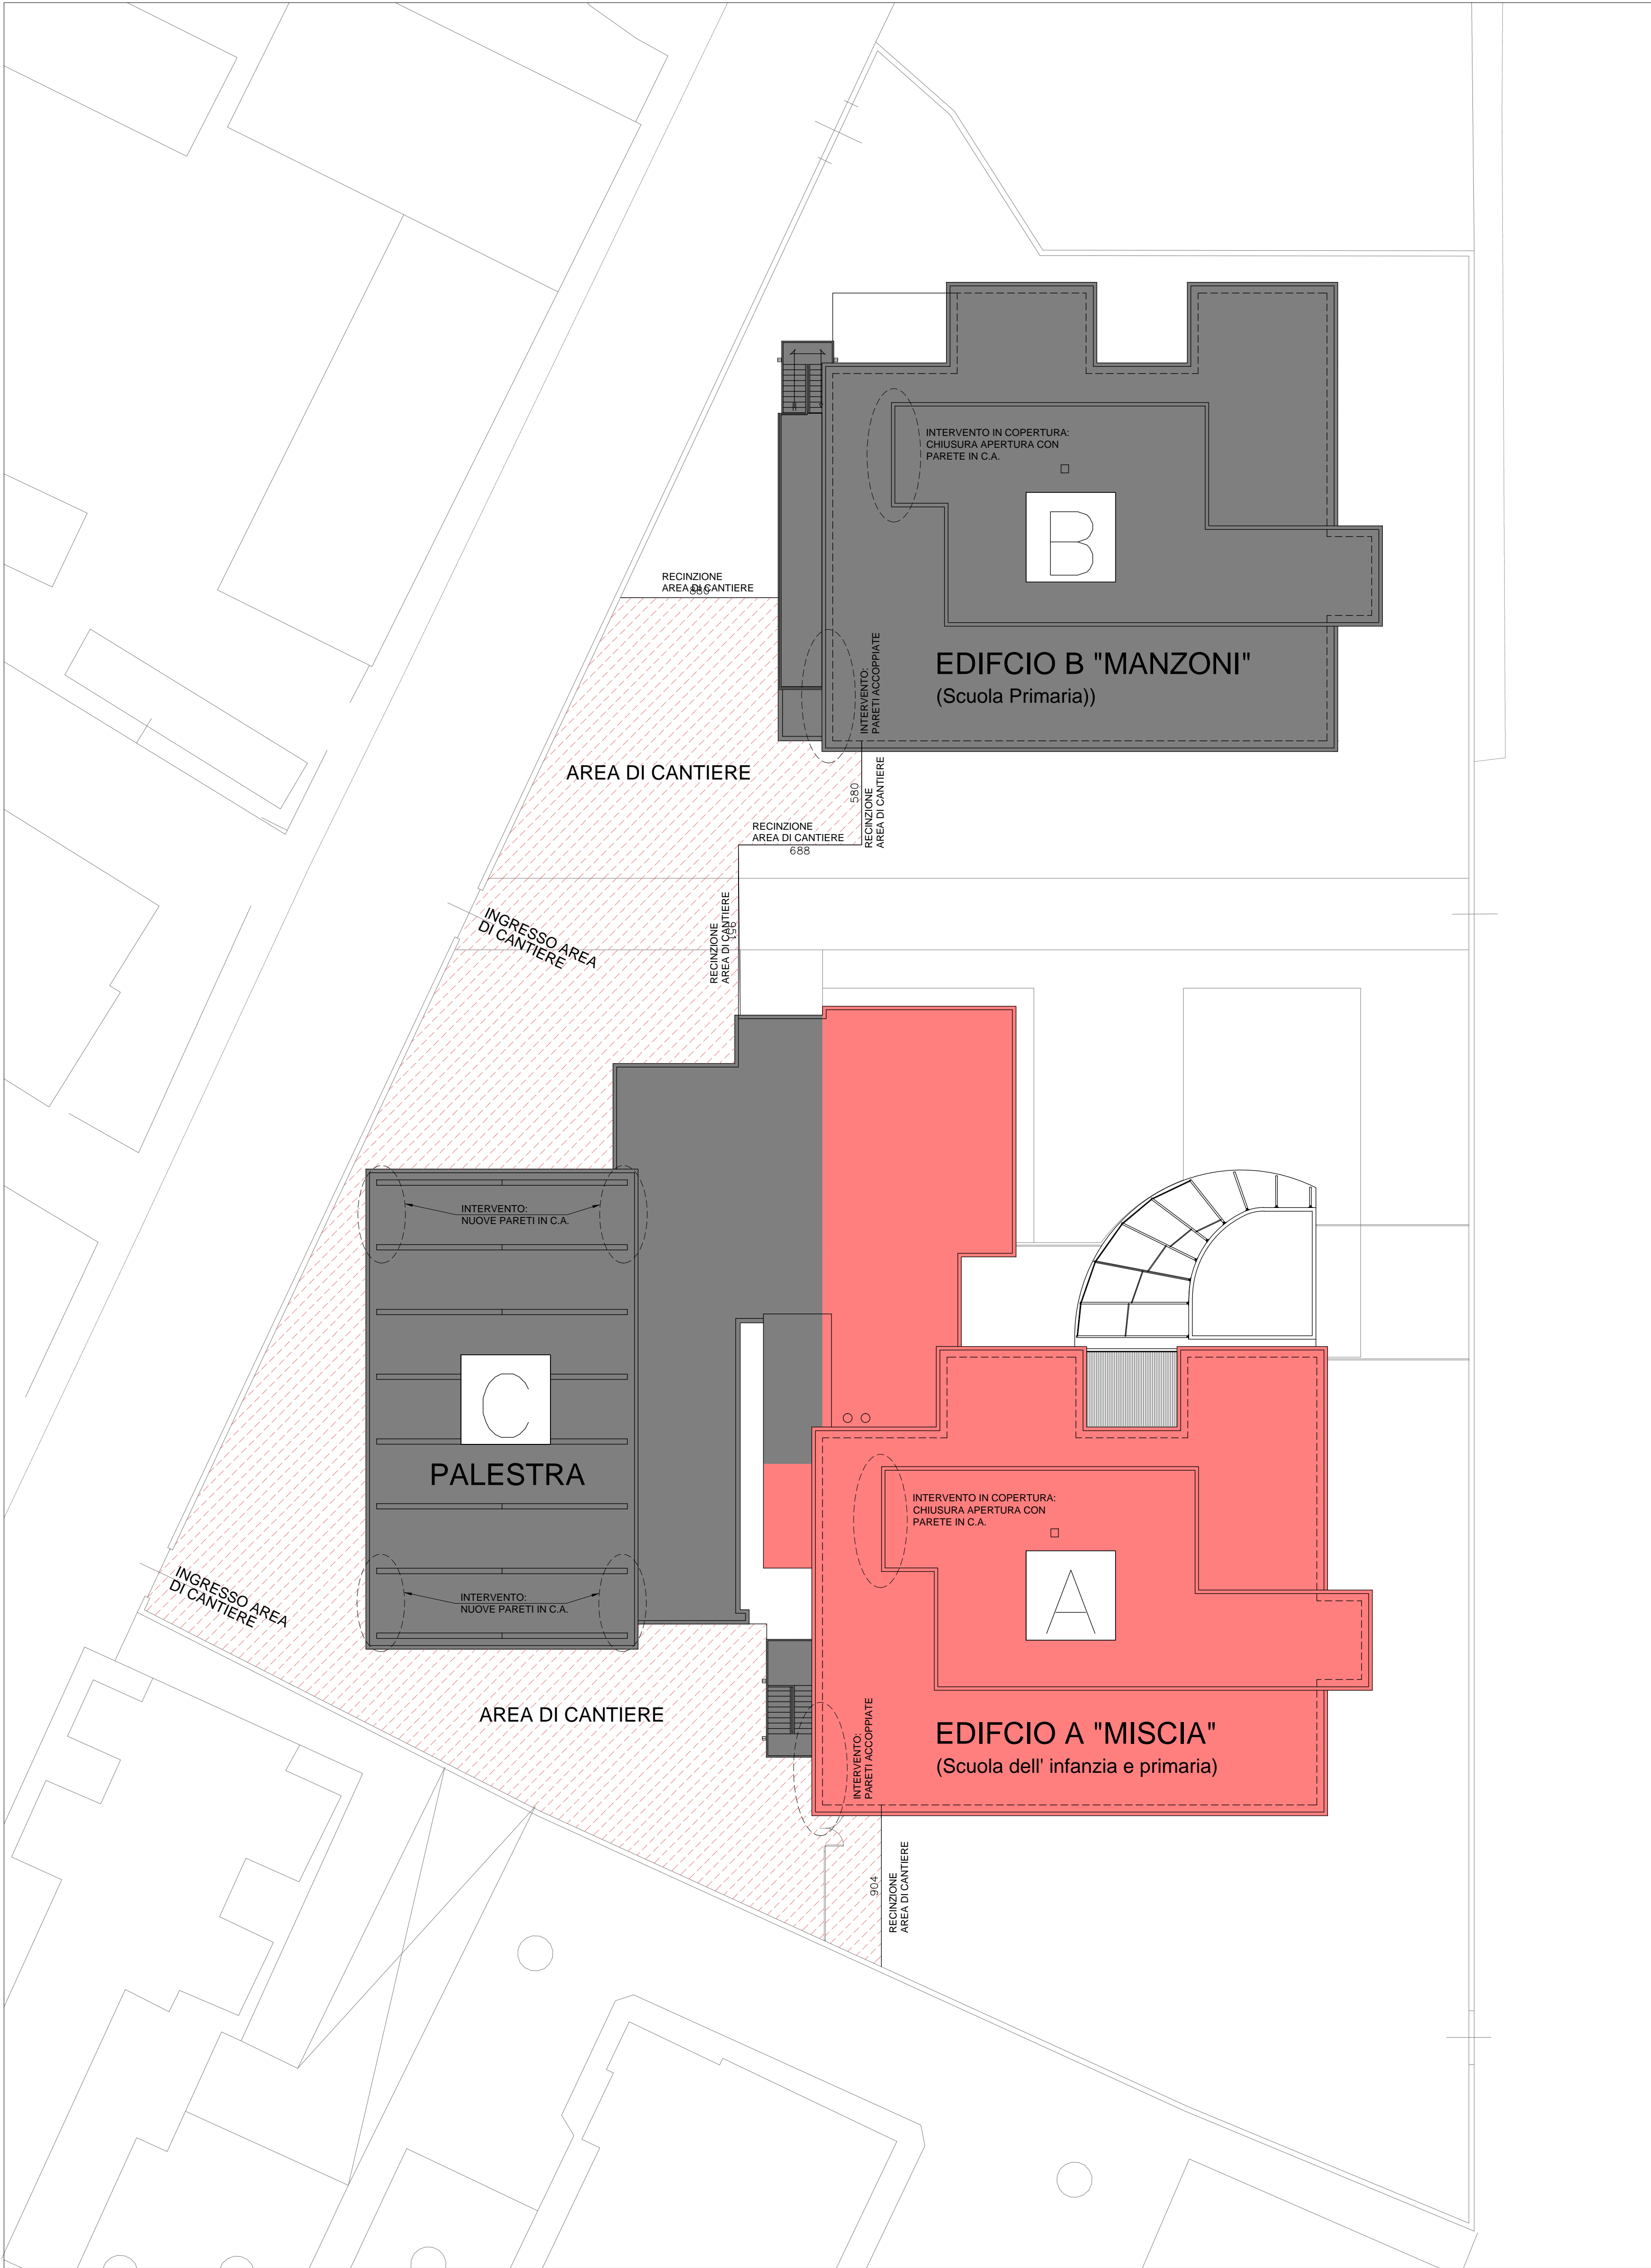 INTERVENTO IN COPERTURA:
CHIUSURA APERTURA CON
PARETE IN C.A.
B
RECINZIONE
AREA DI CANTIERE
880
INTERVENTO:
PARETI ACCOPPIATE
EDIFCIO B "MANZONI"
(Scuola Primaria))
AREA DI CANTIERE
580
RECINZIONE
AREA DI CANTIERE
RECINZIONE
AREA DI CANTIERE
688
RECINZIONE
AREA DI CANTIERE
951
INGRESSO AREA
DI CANTIERE
INTERVENTO:
NUOVE PARETI IN C.A.
C
PALESTRA
INTERVENTO IN COPERTURA:
CHIUSURA APERTURA CON
PARETE IN C.A.
A
INGRESSO AREA
DI CANTIERE
INTERVENTO:
NUOVE PARETI IN C.A.
AREA DI CANTIERE
INTERVENTO:
PARETI ACCOPPIATE
EDIFCIO A "MISCIA"
(Scuola dell' infanzia e primaria)
904
RECINZIONE
AREA DI CANTIERE